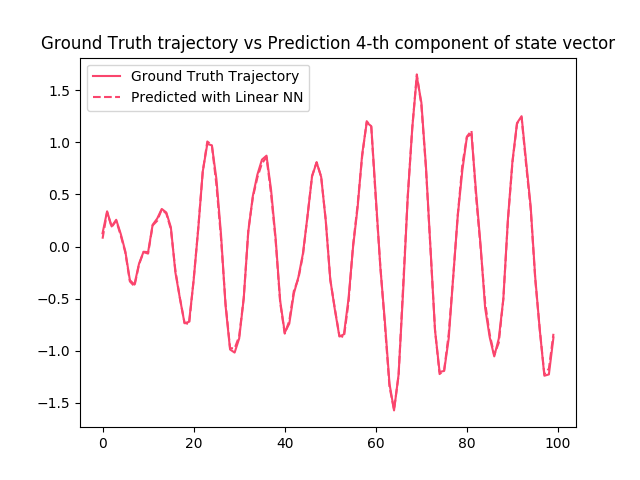 Ground Truth trajectory vs Prediction 4-th component of state vector
Ground Truth Trajectory
Predicted with Linear NN
1.5
1.0
0.5
0.0
−0.5
−1.0
−1.5
0 20 40 60 80 100